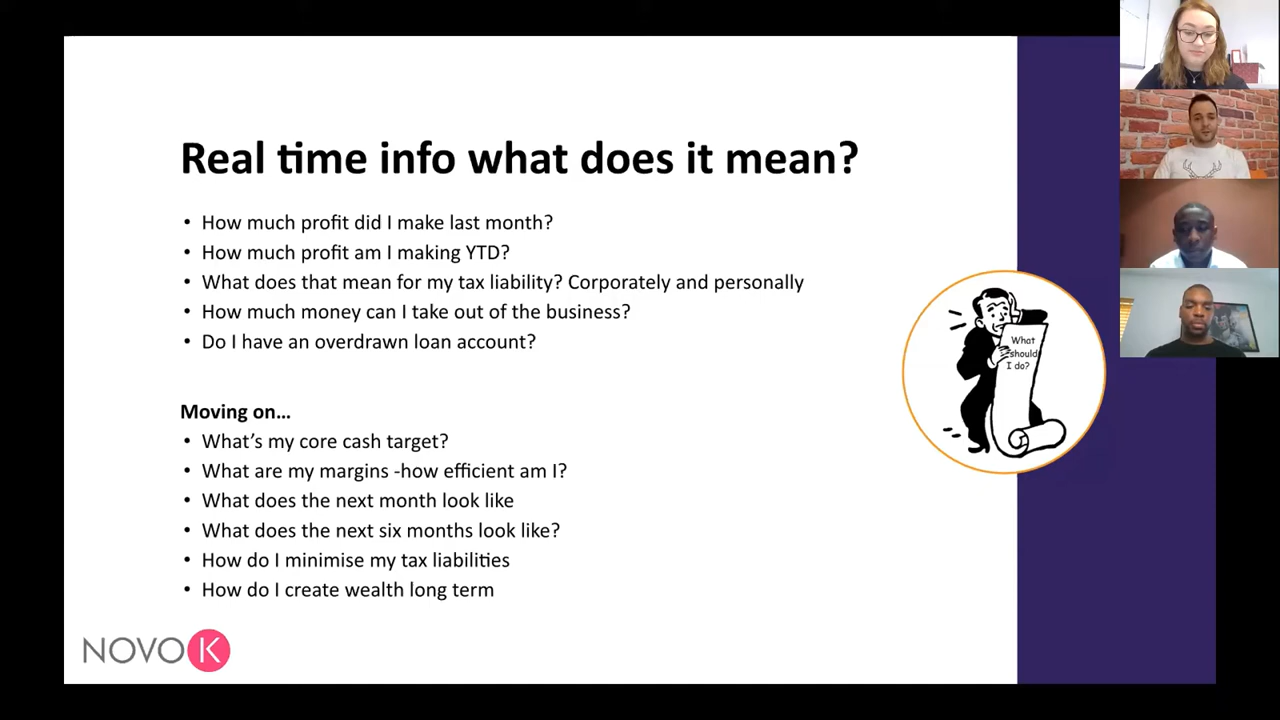 Real time info what does it mean?
• How much profit did I make last month?
• How much profit am I making YTD?
• What does that mean for my tax liability? Corporately and personally
• How much money can I take out of the business?
• Do I have an overdrawn loan account?
What
should
I do?
Moving on...
• What's my core cash target?
• What are my margins -how efficient am I?
• What does the next month look like
• What does the next six months look like?
• How do I minimise my tax liabilities
• How do I create wealth long term
NOVO K